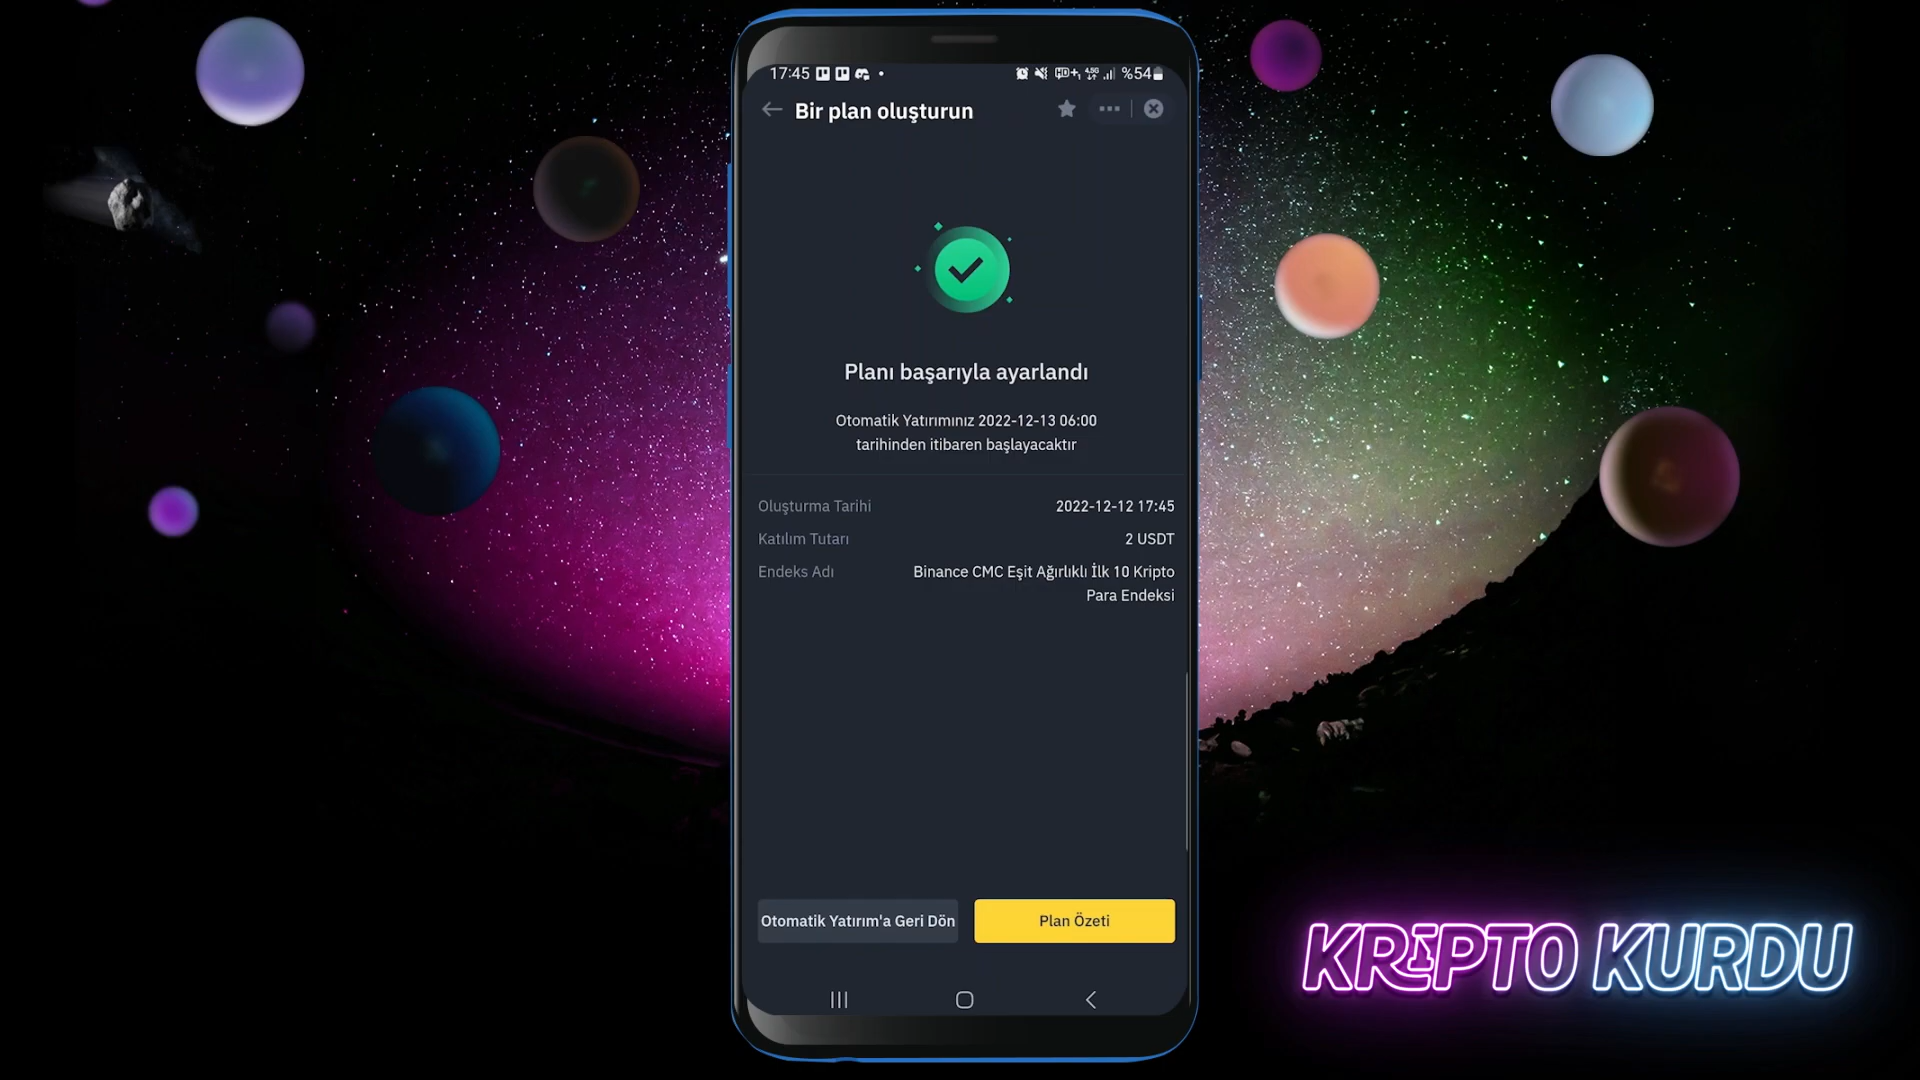 17:45
%54
Bir plan oluşturun
Planı başarıyla ayarlandı
Otomatik Yatırımınız 2022-12-13 06:00
tarihinden itibaren başlayacaktır
Oluşturma Tarihi 2022-12-12 17:45
Katılım Tutarı 2 USDT
Endeks Adı Binance CMC Eşit Ağırlıklı İlk 10 Kripto
Para Endeksi
Otomatik Yatırım'a Geri Dön
Plan Özeti
KRİPTO KURDU